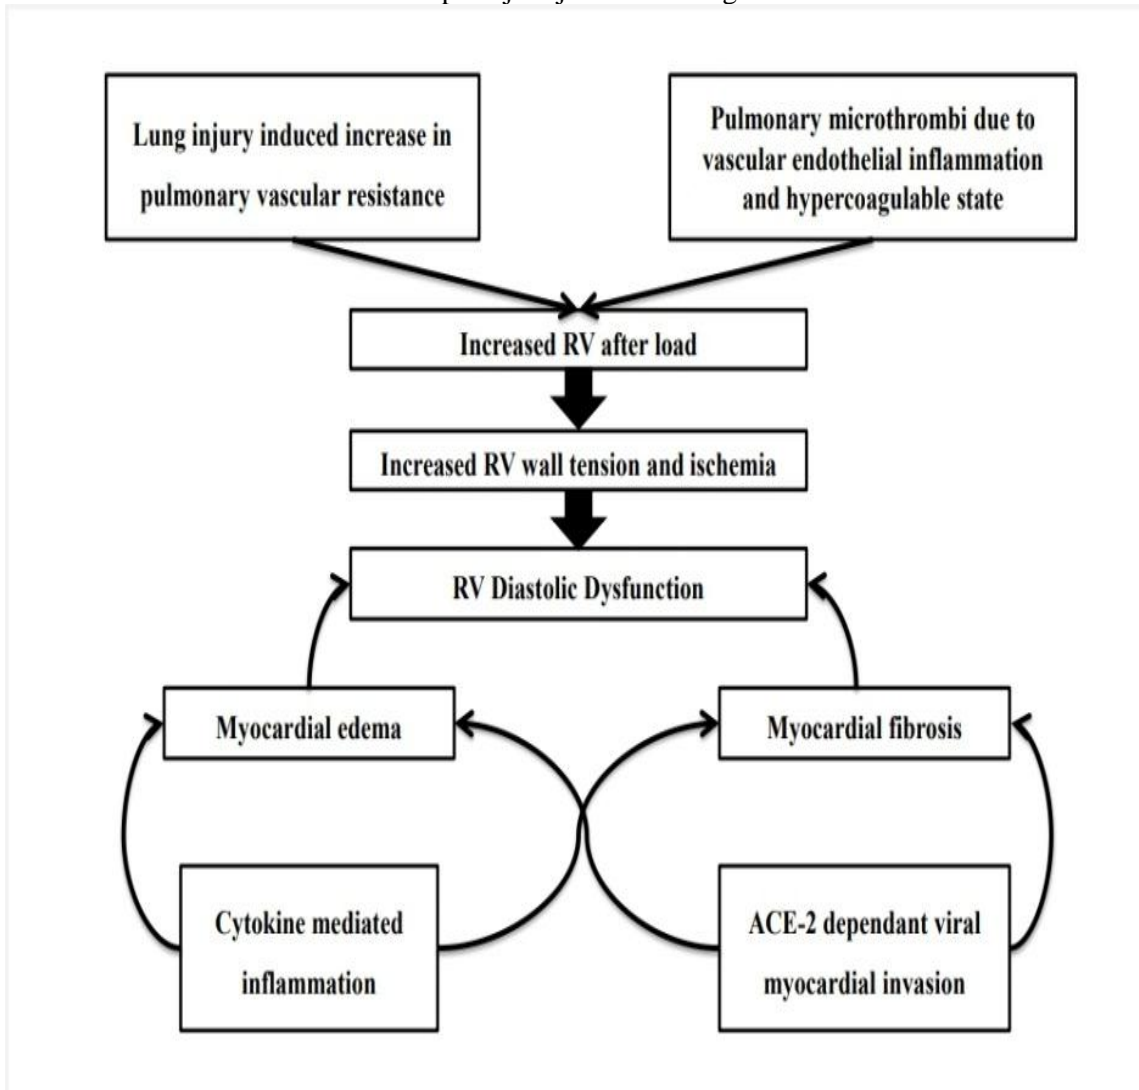 Lung injury induced increase in
pulmonary vascular resistance
Pulmonary microthrombi due to
vascular endothelial inflammation
and hypercoagulable state
Increased RV after load
Increased RV wall tension and ischemia
RV Diastolic Dysfunction
Myocardial edema
Myocardial fibrosis
Cytokine mediated
inflammation
ACE-2 dependant viral
myocardial invasion